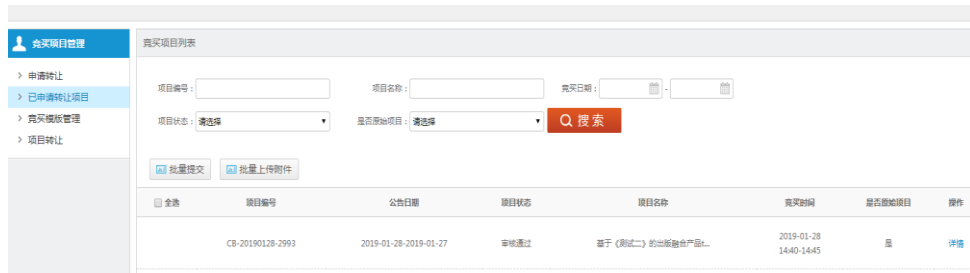 竞买项目管理
竞买项目列表
申请转让
已申请转让项目
竞买模版管理
项目转让
项目编号：
项目名称：
竞买日期：
-
项目状态：请选择
是否原始项目：请选择
搜索
批量提交
批量上传附件
全选
项目编号
公告日期
项目状态
项目名称
竞买时间
是否原始项目
操作
CB-20190128-2993
2019-01-28-2019-01-27
审核通过
基于《测试二》的出版融合产品t...
2019-01-28
14:40-14:45
是
详情